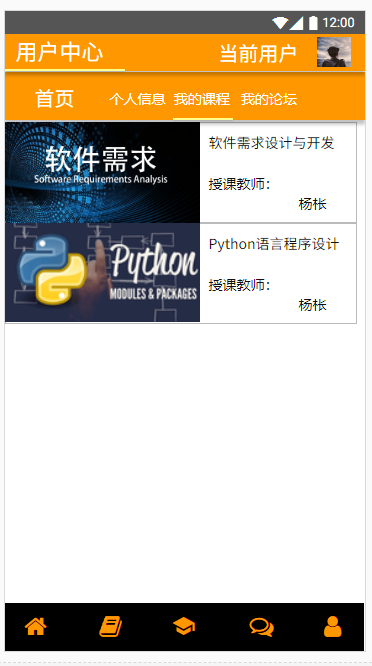 12:00
用户中心 当前用户
首页 个人信息 我的课程 我的论坛
软件需求
Software Requirements Analysis
软件需求设计与开发
授课教师：
杨枨
Python
MODULES & PACKAGES
Python语言程序设计
授课教师：
杨枨